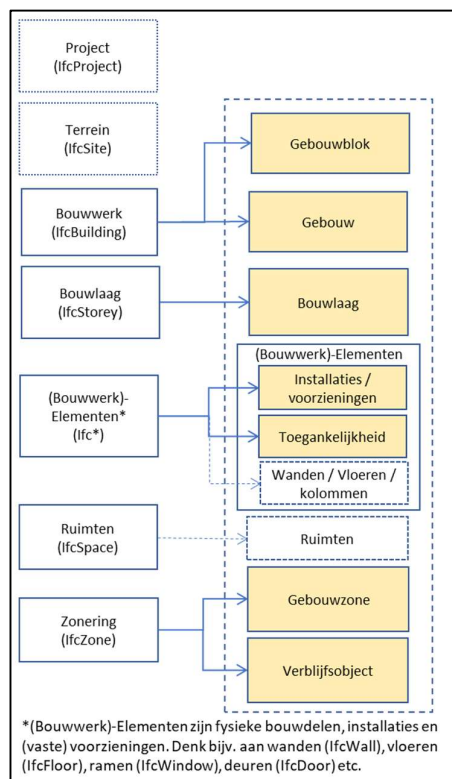 Project
(IfcProject)
Terrein
(IfcSite)
Gebouwblok
Bouwwerk
(IfcBuilding)
Gebouw
Bouwlaag
(IfcStorey)
Bouwlaag
(Bouwwerk)-Elementen
(Bouwwerk)-
Elementen*
(Ifc*)
Installaties /
voorzieningen
Toegankelijkheid
Wanden / Vloeren /
kolommen
Ruimten
(IfcSpace)
Ruimten
Gebouwzone
Zonering
(IfcZone)
Verblijfsobject
*(Bouwwerk)-Elementen zijn fysieke bouwdelen, installaties en
(vaste) voorzieningen. Denk bijv. aan wanden (IfcWall), vloeren
(IfcFloor), ramen (IfcWindow), deuren (IfcDoor) etc.